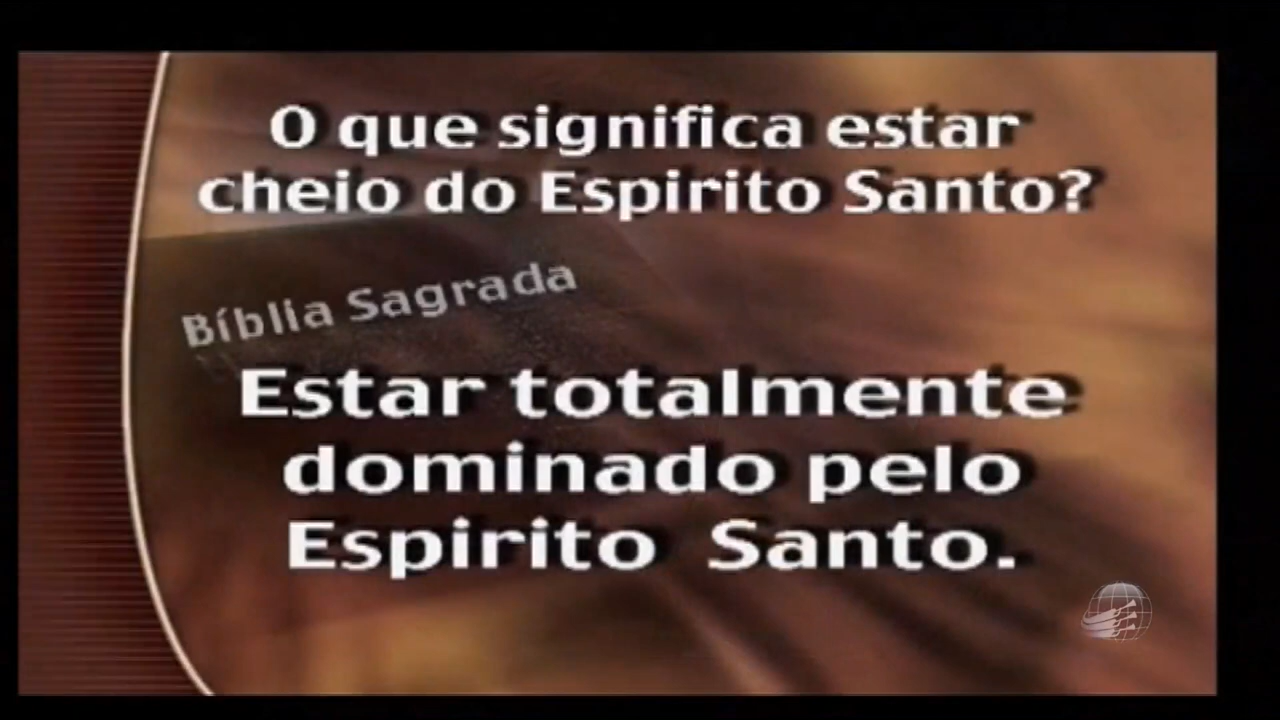 O que significa estar
cheio do Espirito Santo?
Bíblia Sagrada
Estar totalmente
dominado pelo
Espirito Santo.